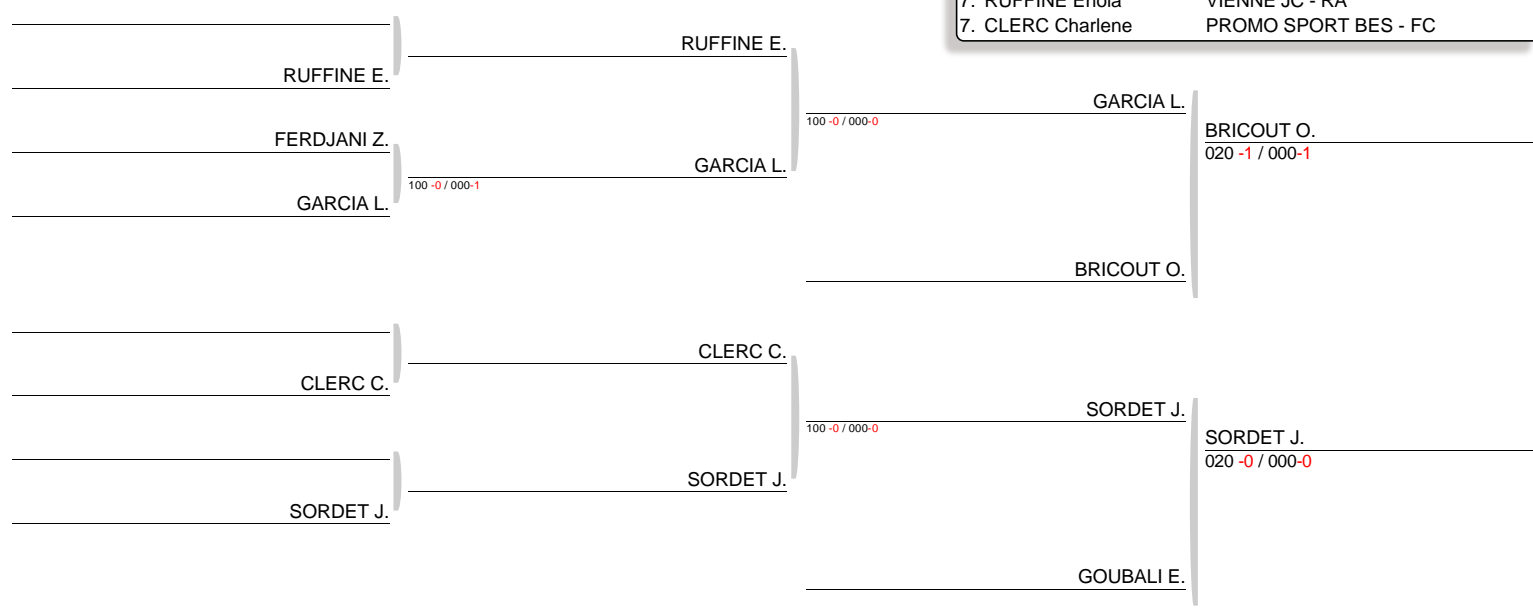 7. RUFFINE Enola VIENNE JC - RA
7. CLERC Charlene PROMO SPORT BES - FC
RUFFINE E.
RUFFINE E.
GARCIA L.
100 -0 / 000-0
BRICOUT O.
020 -1 / 000-1
FERDJANI Z.
GARCIA L.
100 -0 / 000-1
GARCIA L.
BRICOUT O.
CLERC C.
CLERC C.
SORDET J.
100 -0 / 000-0
SORDET J.
020 -0 / 000-0
SORDET J.
SORDET J.
GOUBALI E.